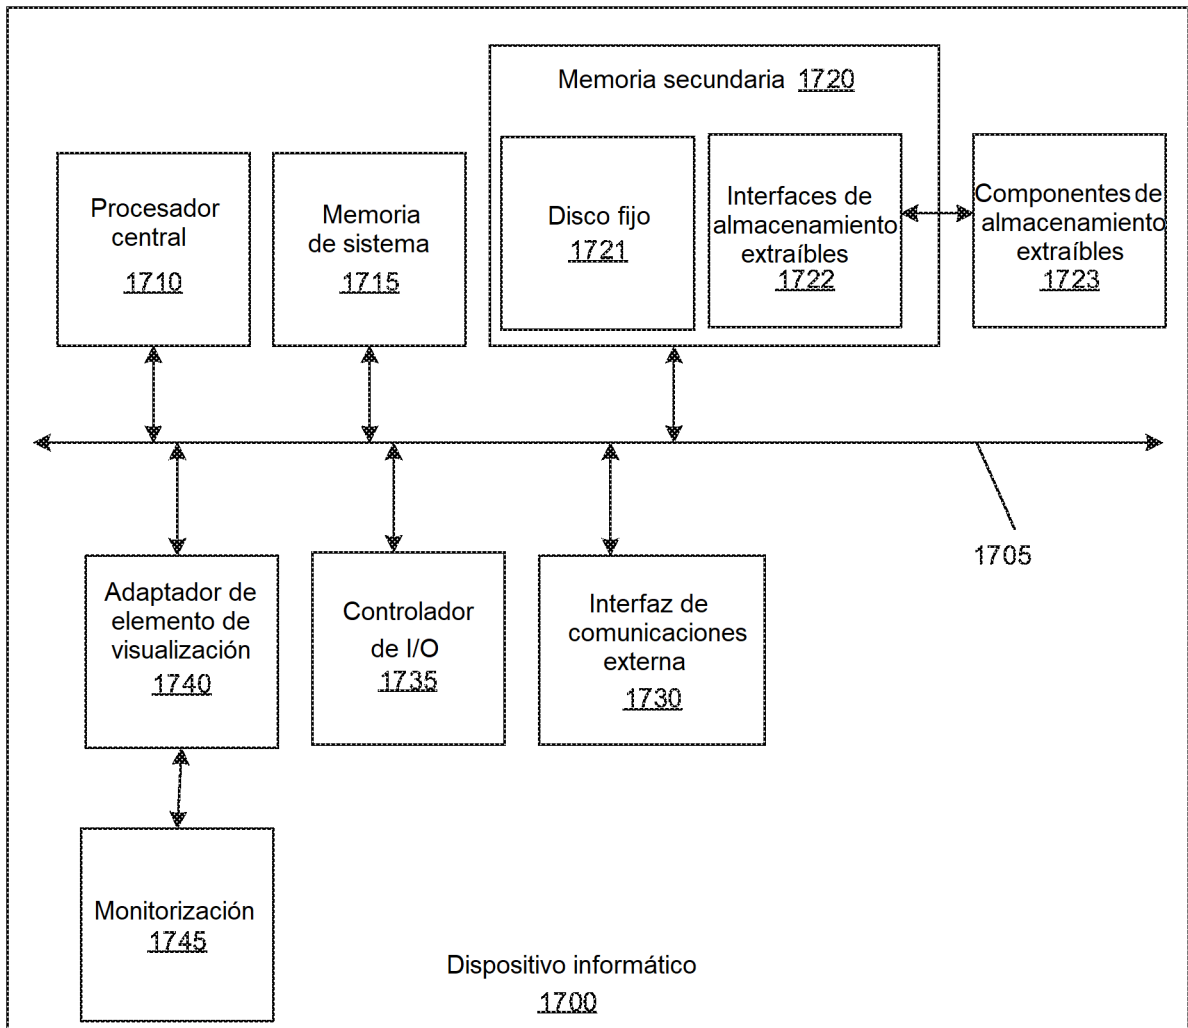 Memoria secundaria 1720
Procesador
central
1710
Memoria
de sistema
1715
Disco fijo
1721
Interfaces de
almacenamiento
extraíbles
1722
Componentes de
almacenamiento
extraíbles
1723
1705
Adaptador de
elemento de
visualización
1740
Controlador
de I/O
1735
Interfaz de
comunicaciones
externa
1730
Monitorización
1745
Dispositivo informático
1700